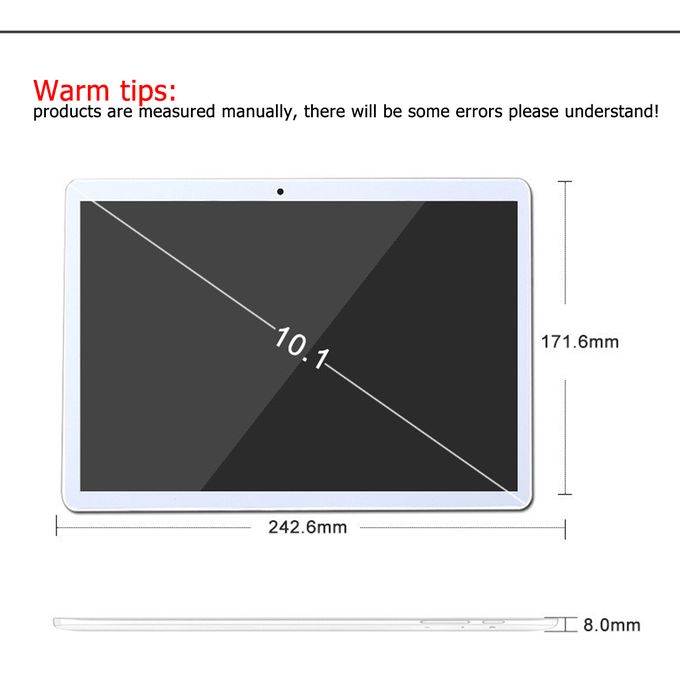 Warm tips:
products are measured manually, there will be some errors please understand!
10.1
171.6mm
242.6mm
8.0mm